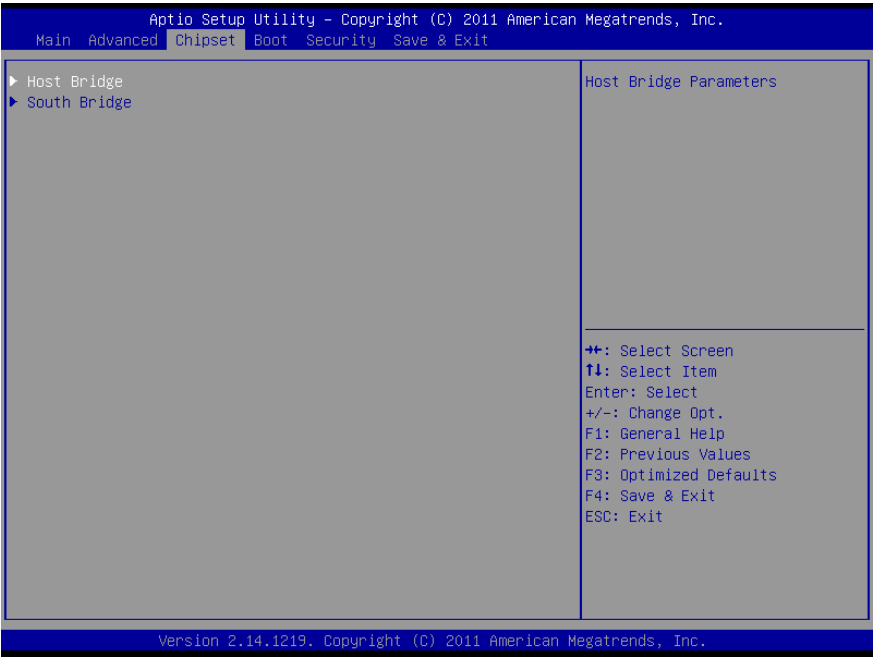 Aptio Setup Utility – Copyright (C) 2011 American Megatrends, Inc.
Main Advanced Chipset Boot Security Save & Exit
▶ Host Bridge
▶ South Bridge
Host Bridge Parameters
→←: Select Screen
↑↓: Select Item
Enter: Select
+/-: Change Opt.
F1: General Help
F2: Previous Values
F3: Optimized Defaults
F4: Save & Exit
ESC: Exit
Version 2.14.1219. Copyright (C) 2011 American Megatrends, Inc.